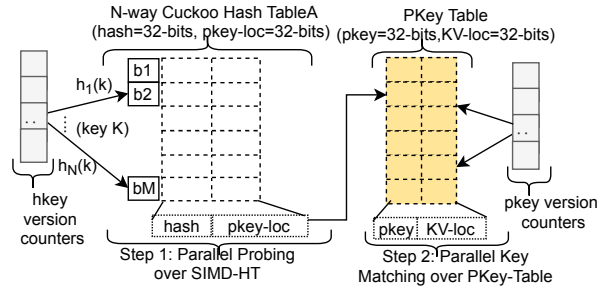 N-way Cuckoo Hash TableA
(hash=32-bits, pkey-loc=32-bits)
PKey Table
(pkey=32-bits,KV-loc=32-bits)
b1
b2
h1(k)
(key K)
hN(k)
bM
..
..
hkey
version
counters
pkey version
counters
hash
pkey-loc
pkey
KV-loc
Step 1: Parallel Probing
over SIMD-HT
Step 2: Parallel Key
Matching over PKey-Table